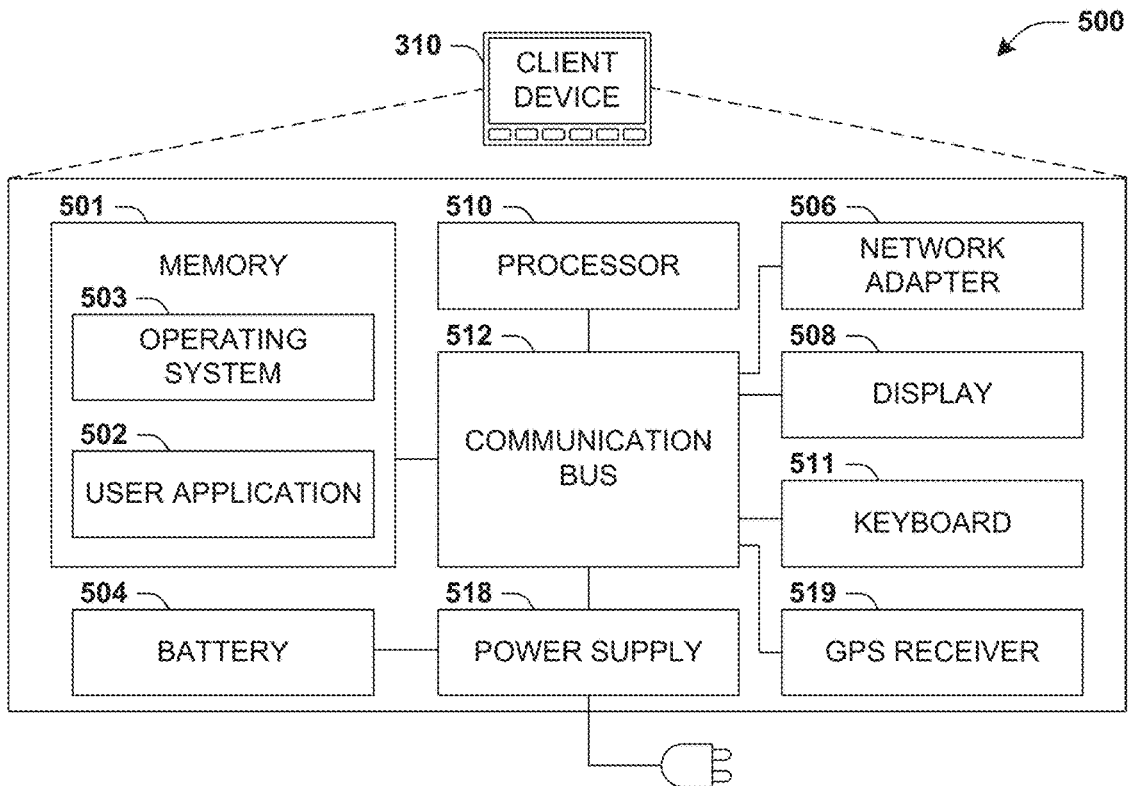 500
310
CLIENT
DEVICE
501
MEMORY
503
OPERATING
SYSTEM
502
USER APPLICATION
504
BATTERY
510
PROCESSOR
512
COMMUNICATION
BUS
518
POWER SUPPLY
506
NETWORK
ADAPTER
508
DISPLAY
511
KEYBOARD
519
GPS RECEIVER